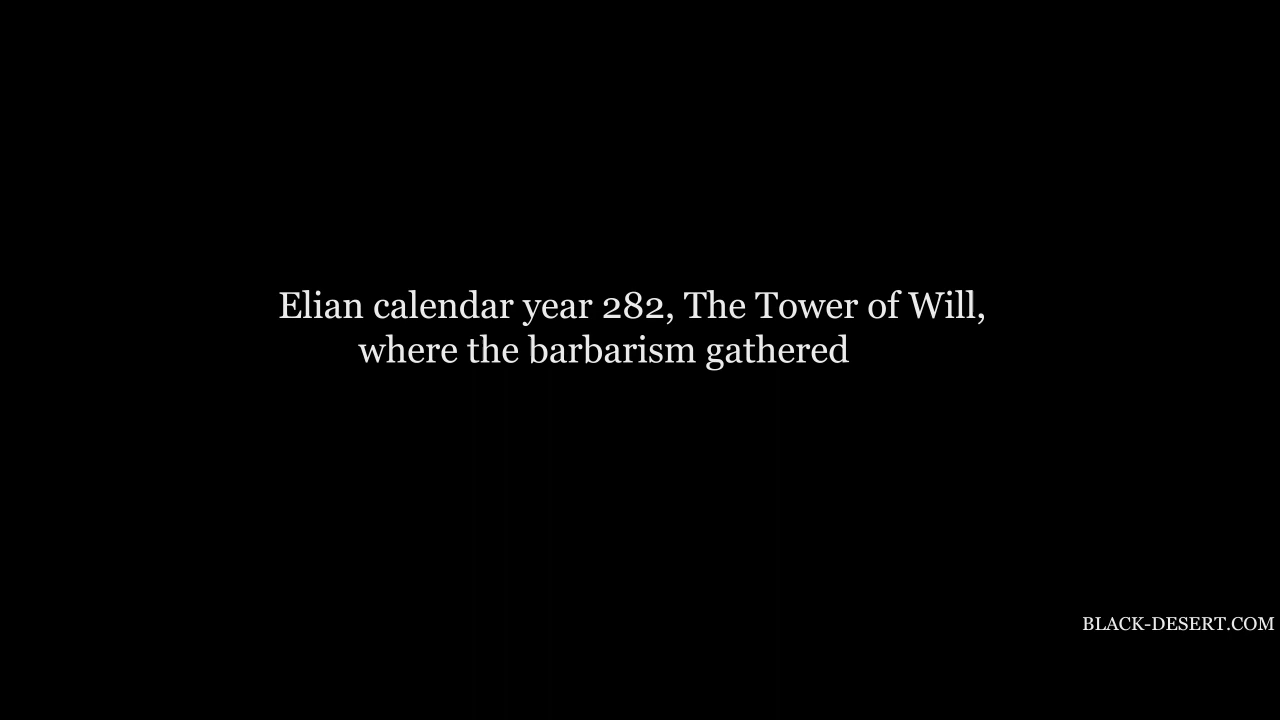 Elian calendar year 282, The Tower of Will,
where the barbarism gathered
BLACK-DESERT.COM